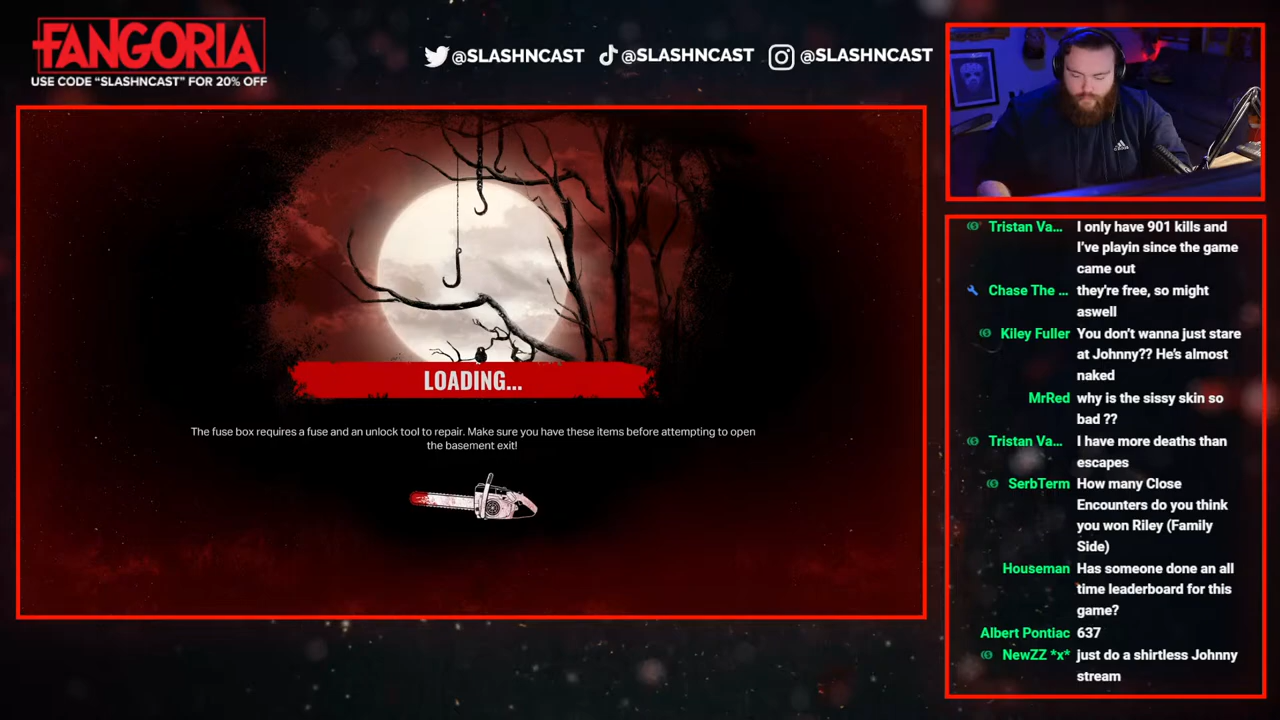 FANGORIA
USE CODE "SLASHNCAST" FOR 20% OFF
@SLASHNCAST @SLASHNCAST @SLASHNCAST
LOADING...
The fuse box requires a fuse and an unlock tool to repair. Make sure you have these items before attempting to open
the basement exit!
Tristan Va... I only have 901 kills and
I've playin since the game
came out
Chase The ... they're free, so might
aswell
Kiley Fuller You don't wanna just stare
at Johnny?? He's almost
naked
MrRed why is the sissy skin so
bad ??
Tristan Va... I have more deaths than
escapes
SerbTerm How many Close
Encounters do you think
you won Riley (Family
Side)
Houseman Has someone done an all
time leaderboard for this
game?
Albert Pontiac 637
NewZZ *x* just do a shirtless Johnny
stream